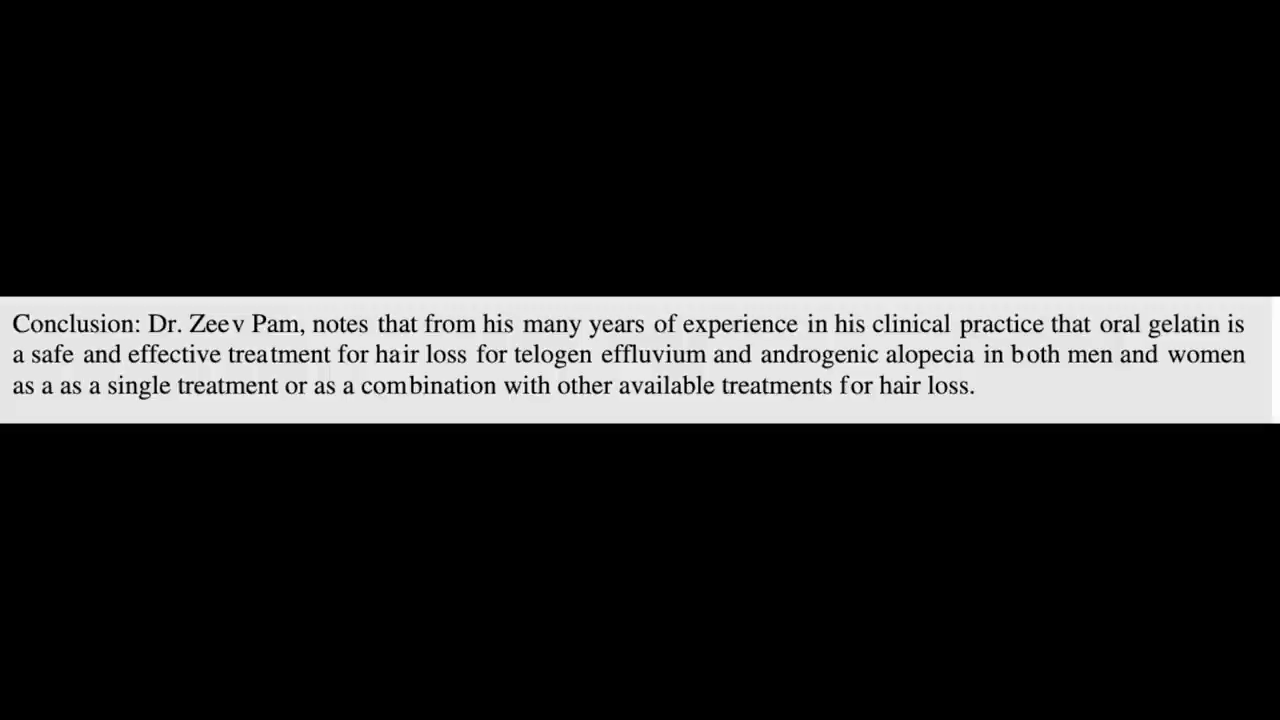 Conclusion: Dr. Zeev Pam, notes that from his many years of experience in his clinical practice that oral gelatin is
a safe and effective treatment for hair loss for telogen effluvium and androgenic alopecia in both men and women
as a as a single treatment or as a combination with other available treatments for hair loss.